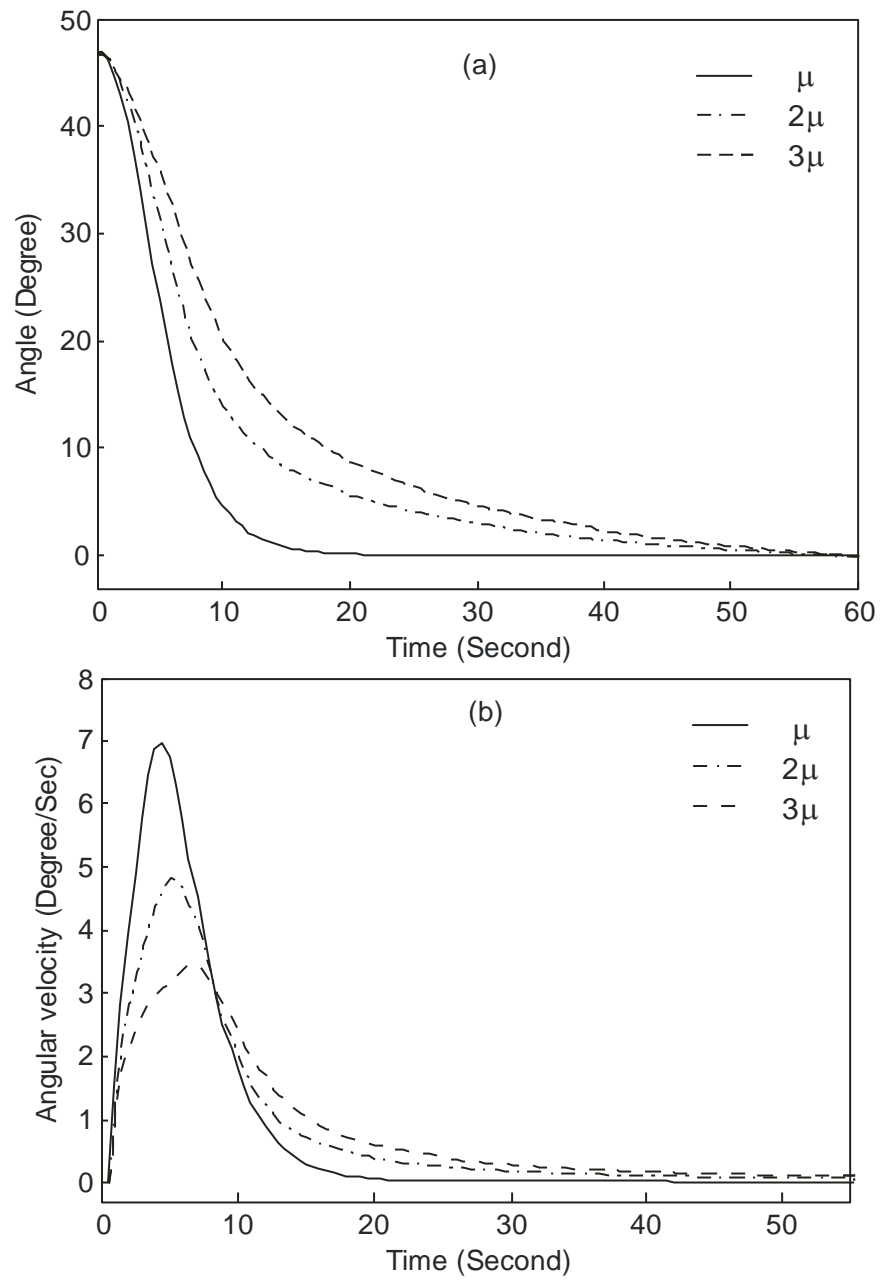 50
(a)
μ
2μ
3μ
40
30
20
10
0
Angle (Degree)
0 10 20 30 40 50 60
Time (Second)
8
(b)
μ
2μ
3μ
7
6
5
4
3
2
1
0
Angular velocity (Degree/Sec)
0 10 20 30 40 50
Time (Second)